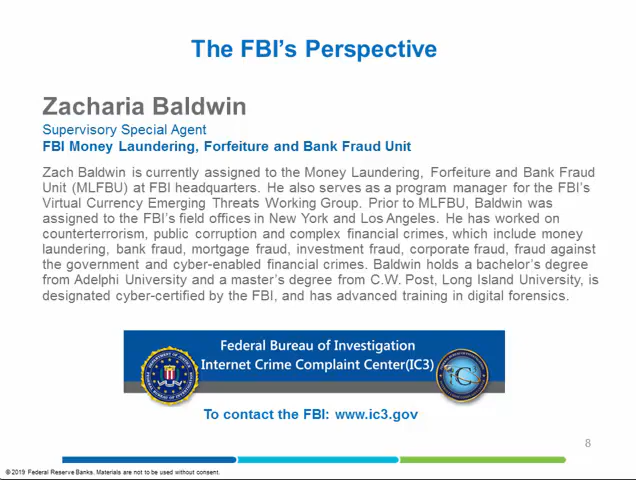 The FBI's Perspective
Zacharia Baldwin
Supervisory Special Agent
FBI Money Laundering, Forfeiture and Bank Fraud Unit
Zach Baldwin is currently assigned to the Money Laundering, Forfeiture and Bank Fraud
Unit (MLFBU) at FBI headquarters. He also serves as a program manager for the FBI's
Virtual Currency Emerging Threats Working Group. Prior to MLFBU, Baldwin was
assigned to the FBI's field offices in New York and Los Angeles. He has worked on
counterterrorism, public corruption and complex financial crimes, which include money
laundering, bank fraud, mortgage fraud, investment fraud, corporate fraud, fraud against
the government and cyber-enabled financial crimes. Baldwin holds a bachelor's degree
from Adelphi University and a master's degree from C.W. Post, Long Island University, is
designated cyber-certified by the FBI, and has advanced training in digital forensics.
Federal Bureau of Investigation
Internet Crime Complaint Center(IC3)
To contact the FBI: www.ic3.gov
8
© 2019 Federal Reserve Banks. Materials are not to be used without consent.